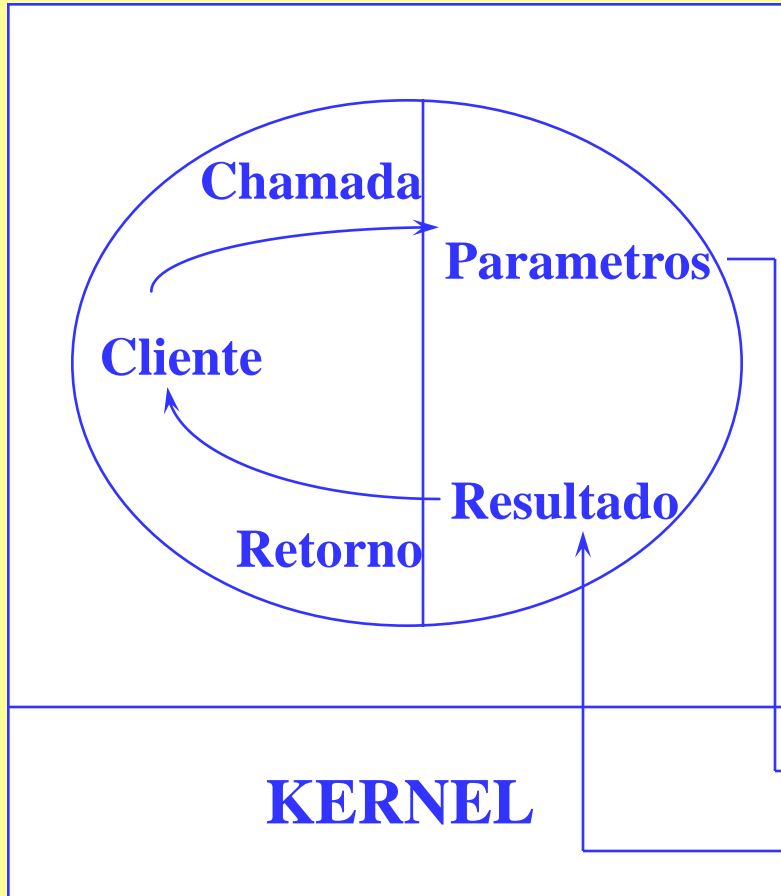 Chamada
Parametros
Cliente
Resultado
Retorno
KERNEL